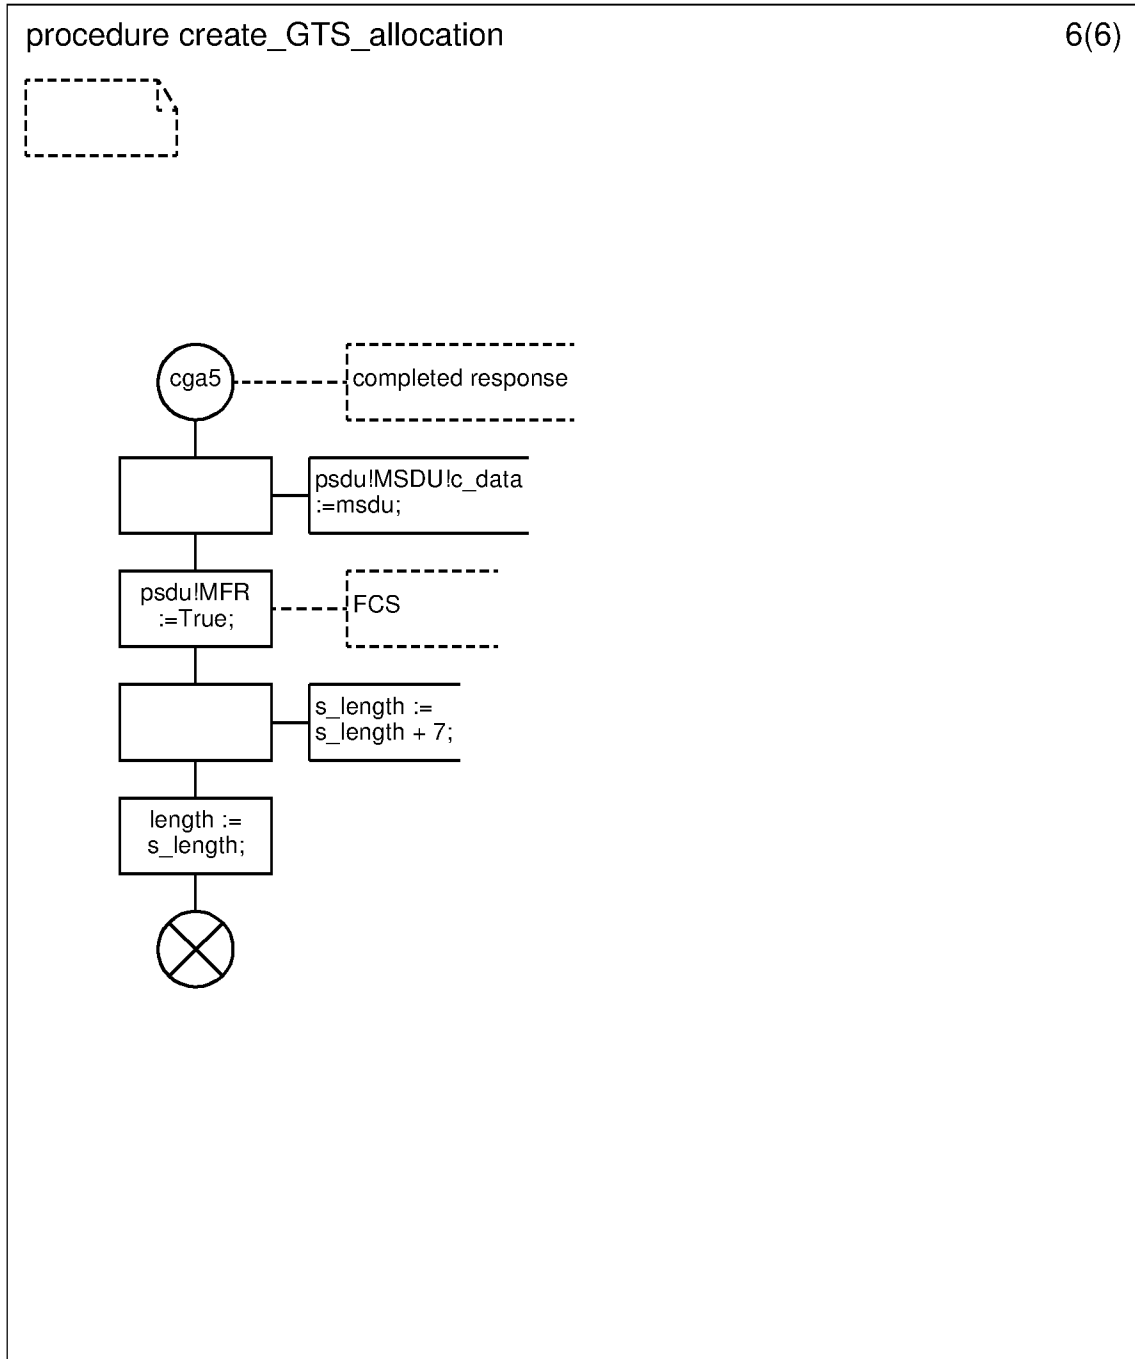 procedure create_GTS_allocation
6(6)
cga5
completed response
psdu!MSDU!c_data
:=msdu;
psdu!MFR
:=True;
FCS
s_length :=
s_length + 7;
length :=
s_length;